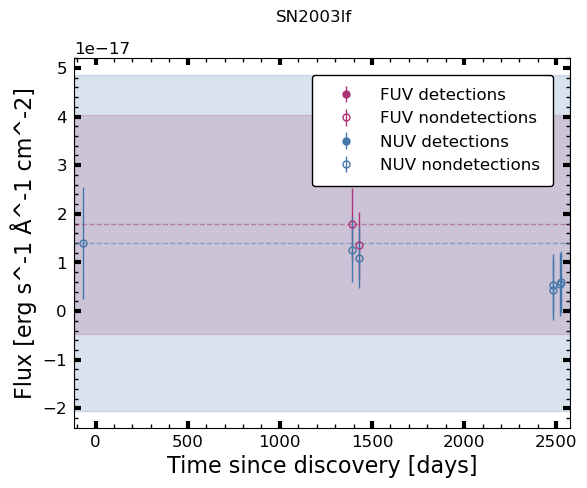 SN2003lf
1e−17
5
4
3
2
1
0
−1
−2
Flux [erg s^-1 Å^-1 cm^-2]
FUV detections
FUV nondetections
NUV detections
NUV nondetections
0 500 1000 1500 2000 2500
Time since discovery [days]